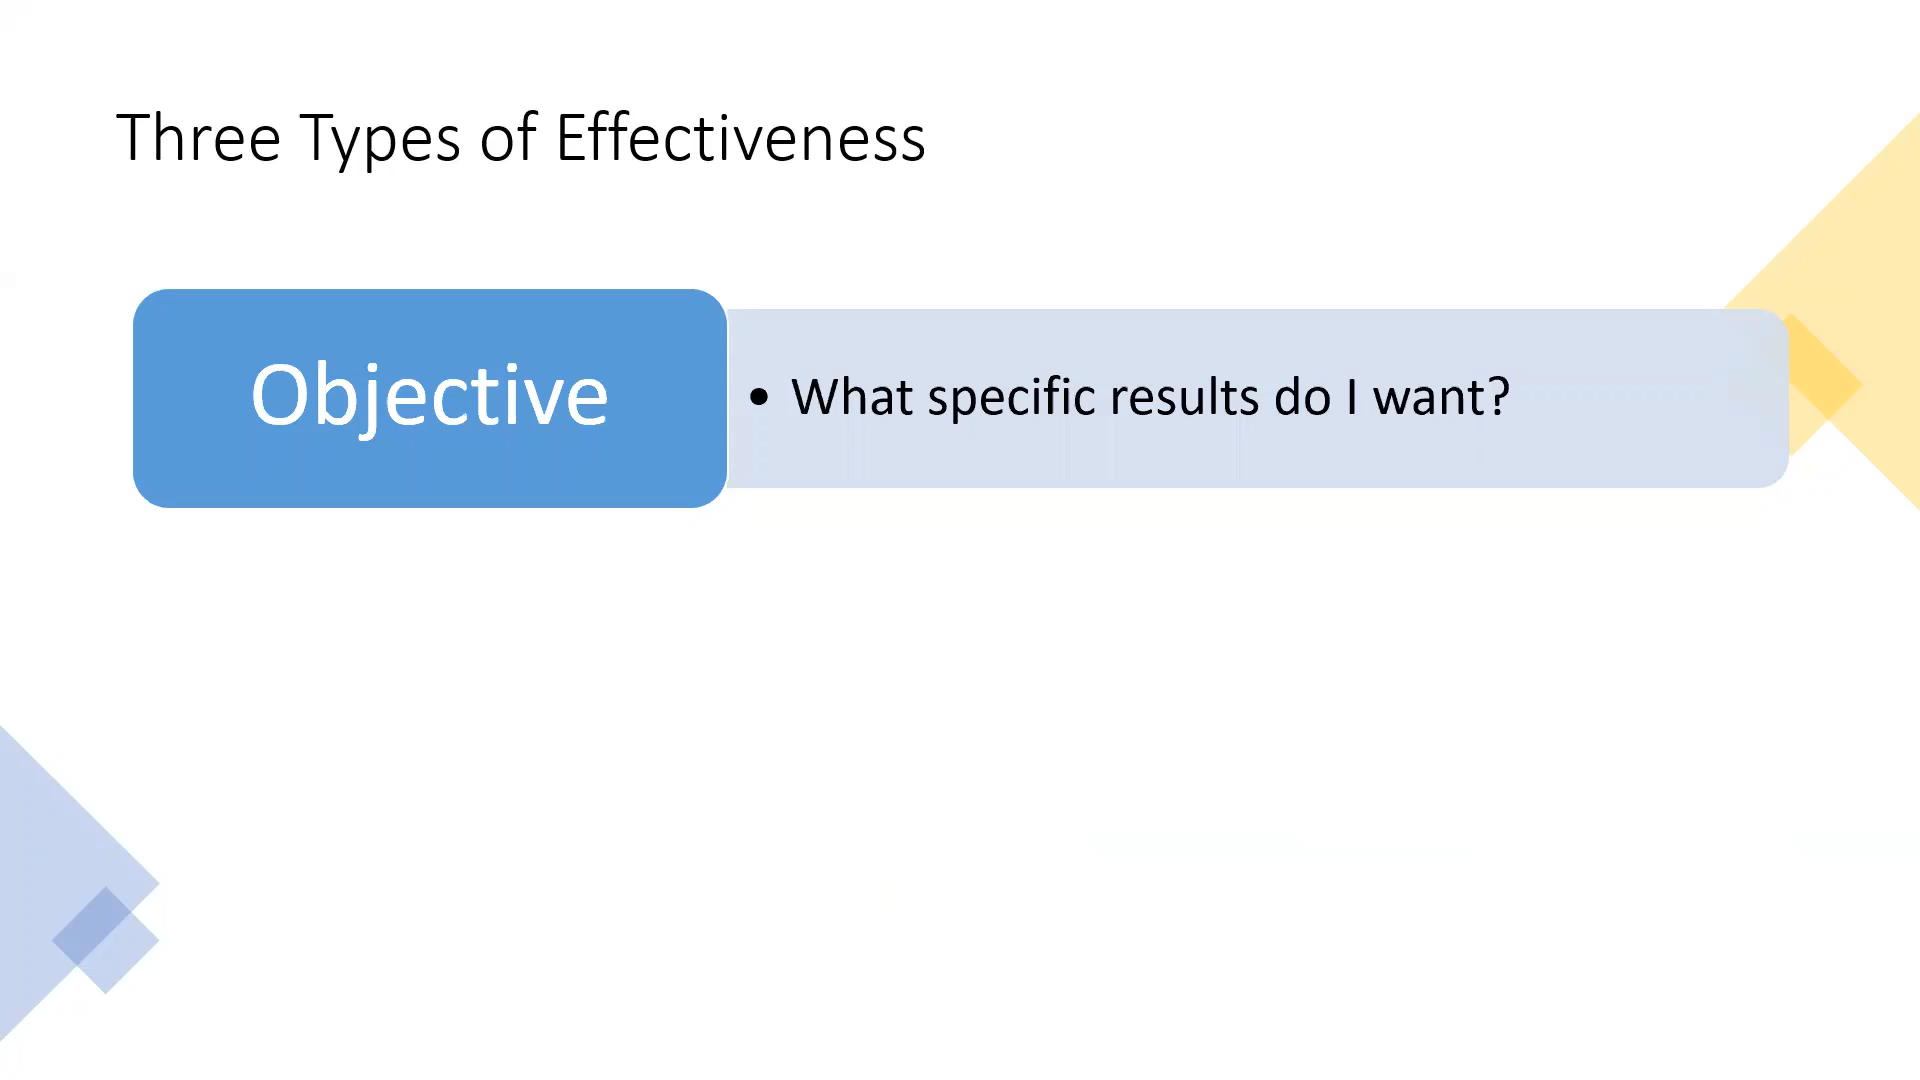 Three Types of Effectiveness
Objective
• What specific results do I want?